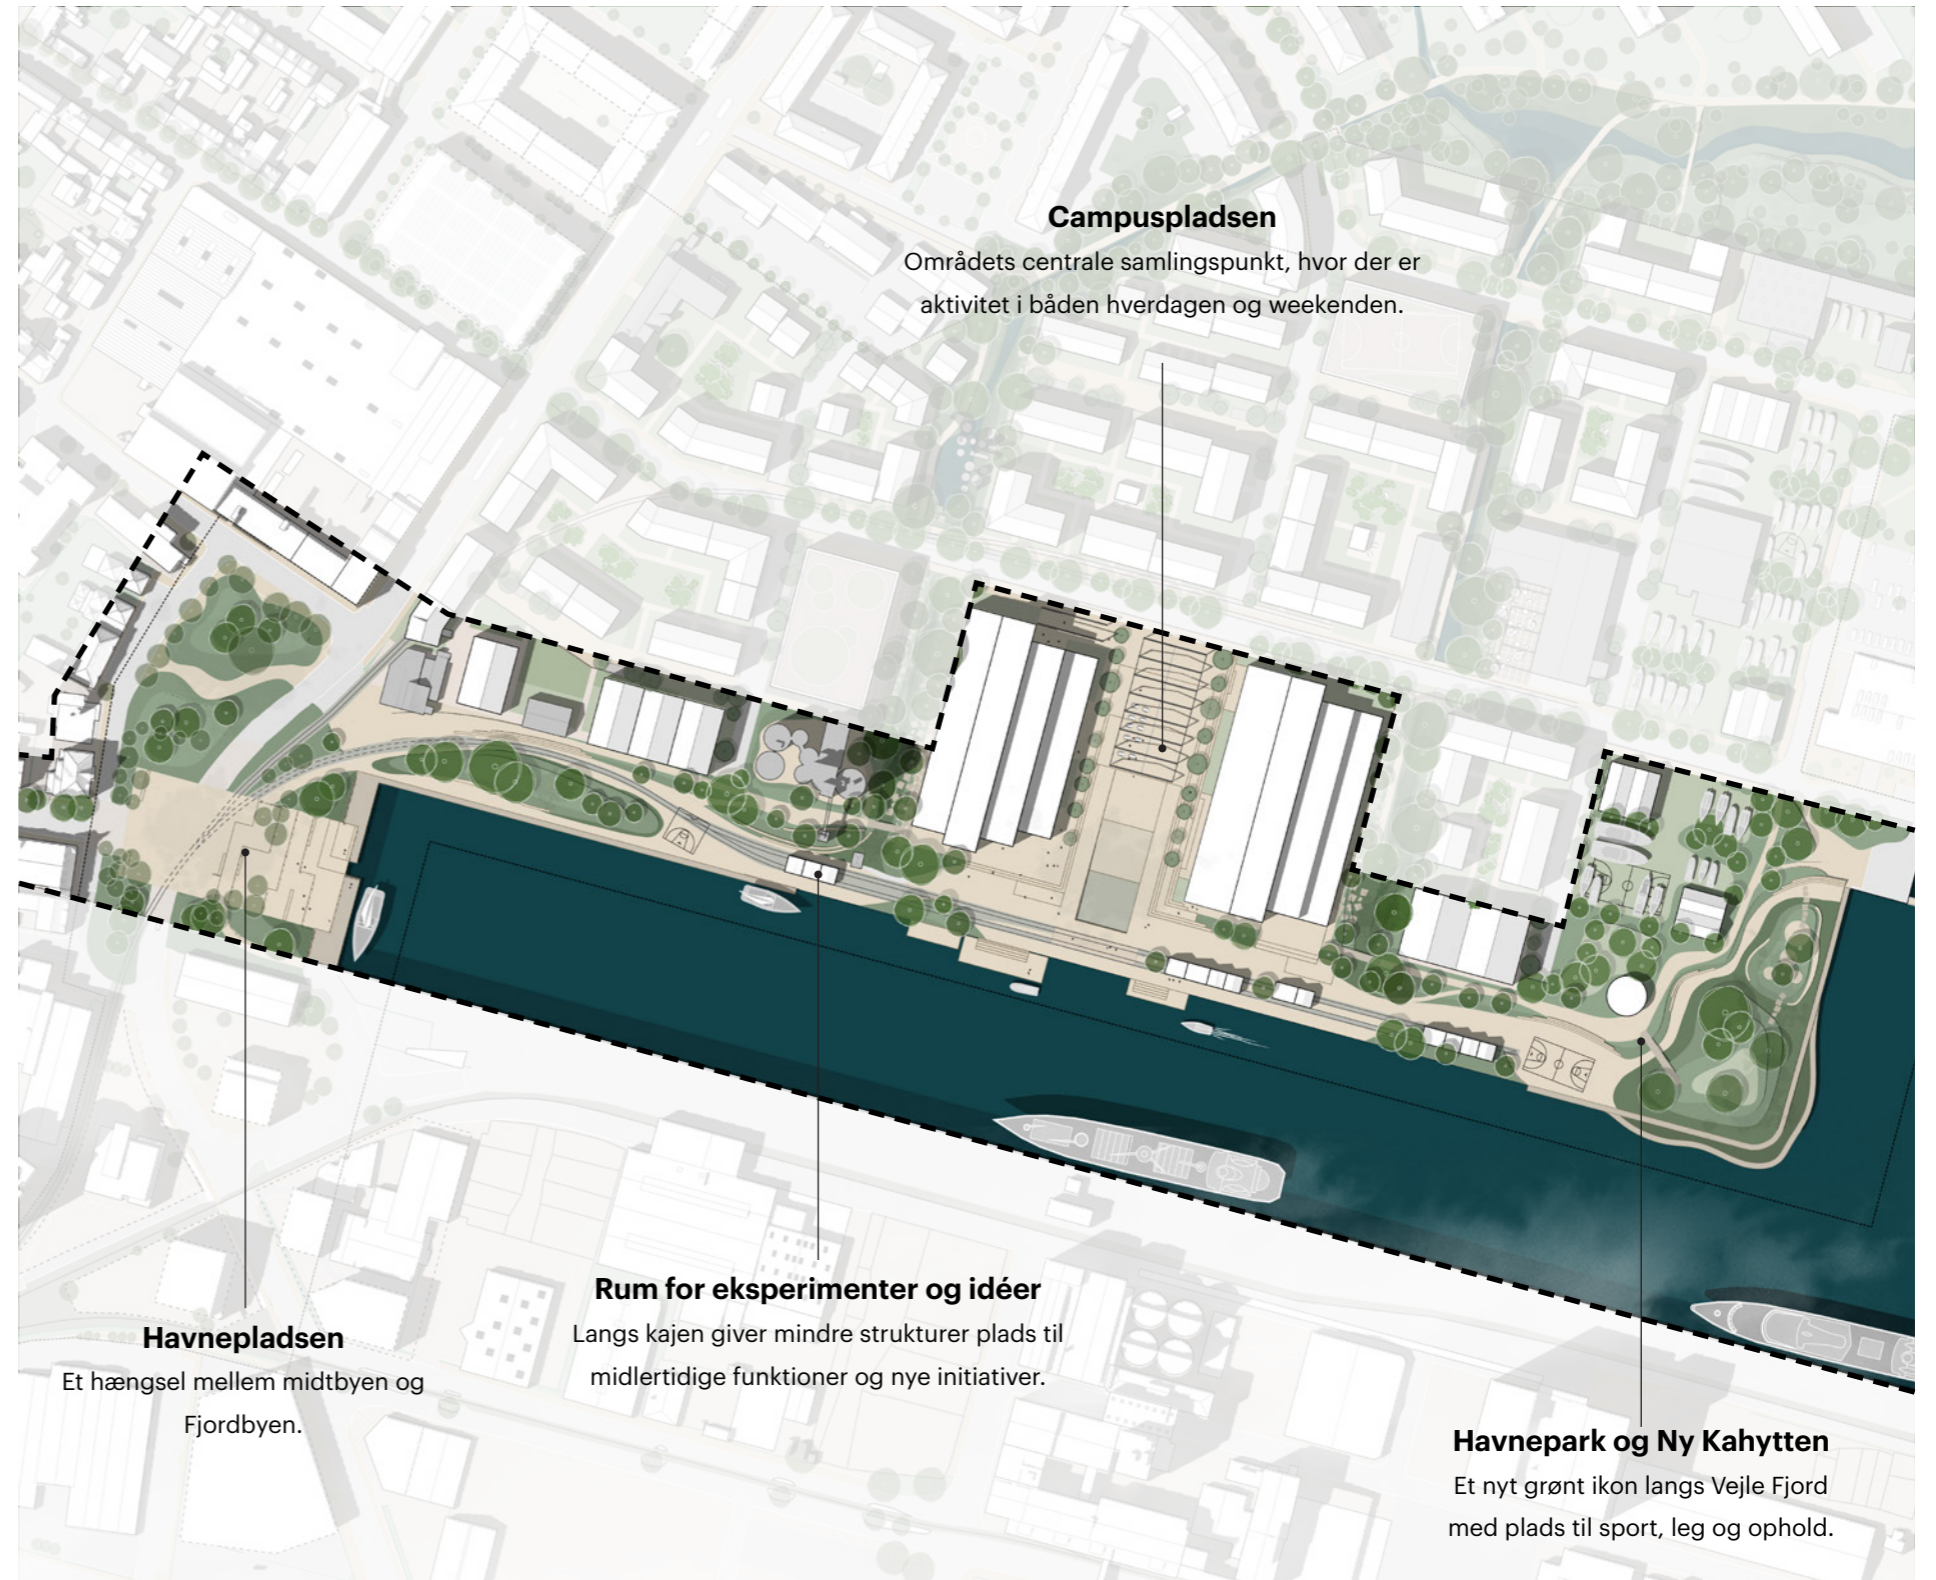 Campuspladsen
Områdets centrale samlingspunkt, hvor der er
aktivitet i båden hverdagen og weekenden.
Rum for eksperimenter og idéer
Langs kajen giver mindre strukturer plads til
midlertidige funktioner og nye initiativer.
Havnepladsen
Et hængsel mellem midtbyen og
Fjordbyen.
Havnepark og Ny Kahytten
Et nyt grønt ikon langs Vejle Fjord
med plads til sport, leg og ophold.